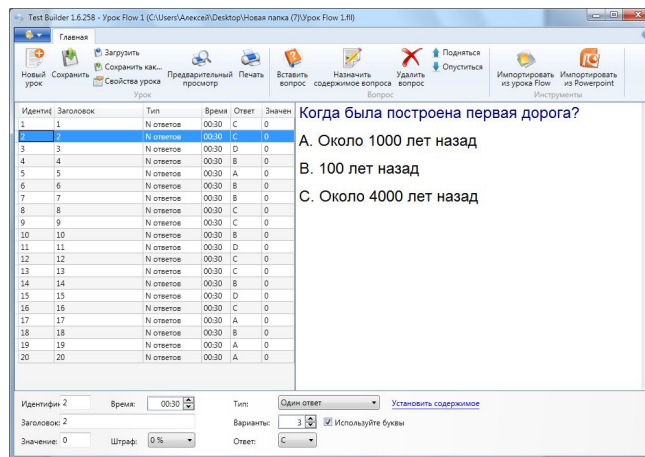 Test Builder 1.6.258 - Урок Flow 1 (C:\Users\Алексей\Desktop\Новая папка (7)\Урок Flow 1.fll)
Главная
Новый урок
Сохранить
Загрузить
Сохранить как...
Свойства урока
Предварительный просмотр
Печать
Урок
Вставить вопрос
Назначить содержимое вопроса
Удалить вопрос
Подняться
Опуститься
Вопрос
Импортировать из урока Flow
Импортировать из Powerpoint
Инструменты
Идентиф Заголовок Тип Время Ответ Значен
1 1 N ответов 00:30 C 0
2 2 N ответов 00:30 C 0
3 3 N ответов 00:30 D 0
4 4 N ответов 00:30 B 0
5 5 N ответов 00:30 A 0
6 6 N ответов 00:30 B 0
7 7 N ответов 00:30 B 0
8 8 N ответов 00:30 C 0
9 9 N ответов 00:30 C 0
10 10 N ответов 00:30 B 0
11 11 N ответов 00:30 D 0
12 12 N ответов 00:30 C 0
13 13 N ответов 00:30 C 0
14 14 N ответов 00:30 B 0
15 15 N ответов 00:30 D 0
16 16 N ответов 00:30 C 0
17 17 N ответов 00:30 A 0
18 18 N ответов 00:30 B 0
19 19 N ответов 00:30 A 0
20 20 N ответов 00:30 A 0
Когда была построена первая дорога?
A. Около 1000 лет назад
B. 100 лет назад
C. Около 4000 лет назад
Идентифик 2 Время: 00:30 Тип: Один ответ Установить содержимое
Заголовок: 2 Варианты: 3 Используйте буквы
Значение: 0 Штраф: 0 % Ответ: C